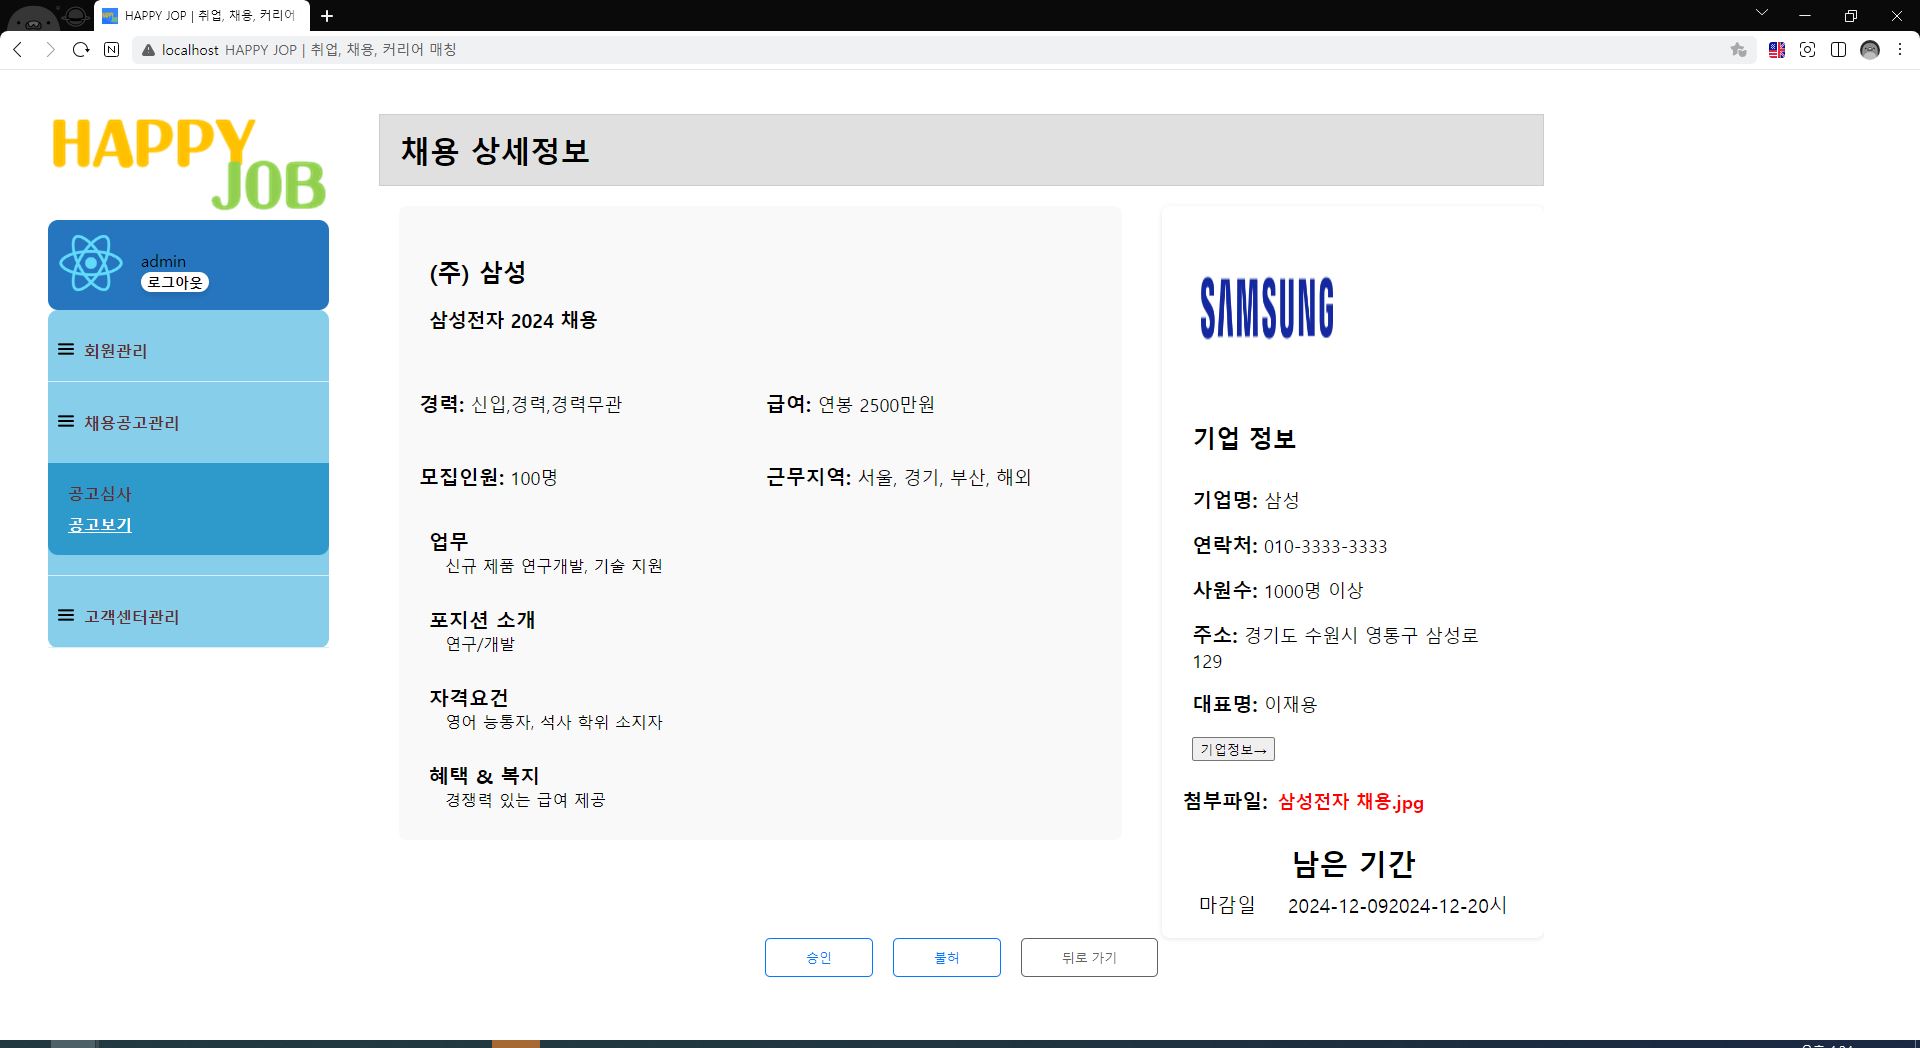 HAPPY JOP | 취업, 채용, 커리어
localhost HAPPY JOP | 취업, 채용, 커리어 매칭
HAPPY
JOB
admin
로그아웃
회원관리
채용공고관리
공고심사
공고보기
고객센터관리
채용 상세정보
(주) 삼성
삼성전자 2024 채용
경력: 신입,경력,경력무관
급여: 연봉 2500만원
모집인원: 100명
근무지역: 서울, 경기, 부산, 해외
업무
신규 제품 연구개발, 기술 지원
포지션 소개
연구/개발
자격요건
영어 능통자, 석사 학위 소지자
혜택 & 복지
경쟁력 있는 급여 제공
SAMSUNG
기업 정보
기업명: 삼성
연락처: 010-3333-3333
사원수: 1000명 이상
주소: 경기도 수원시 영통구 삼성로
129
대표명: 이재용
기업정보→
첨부파일: 삼성전자 채용.jpg
남은 기간
마감일 2024-12-092024-12-20시
승인
불허
뒤로 가기